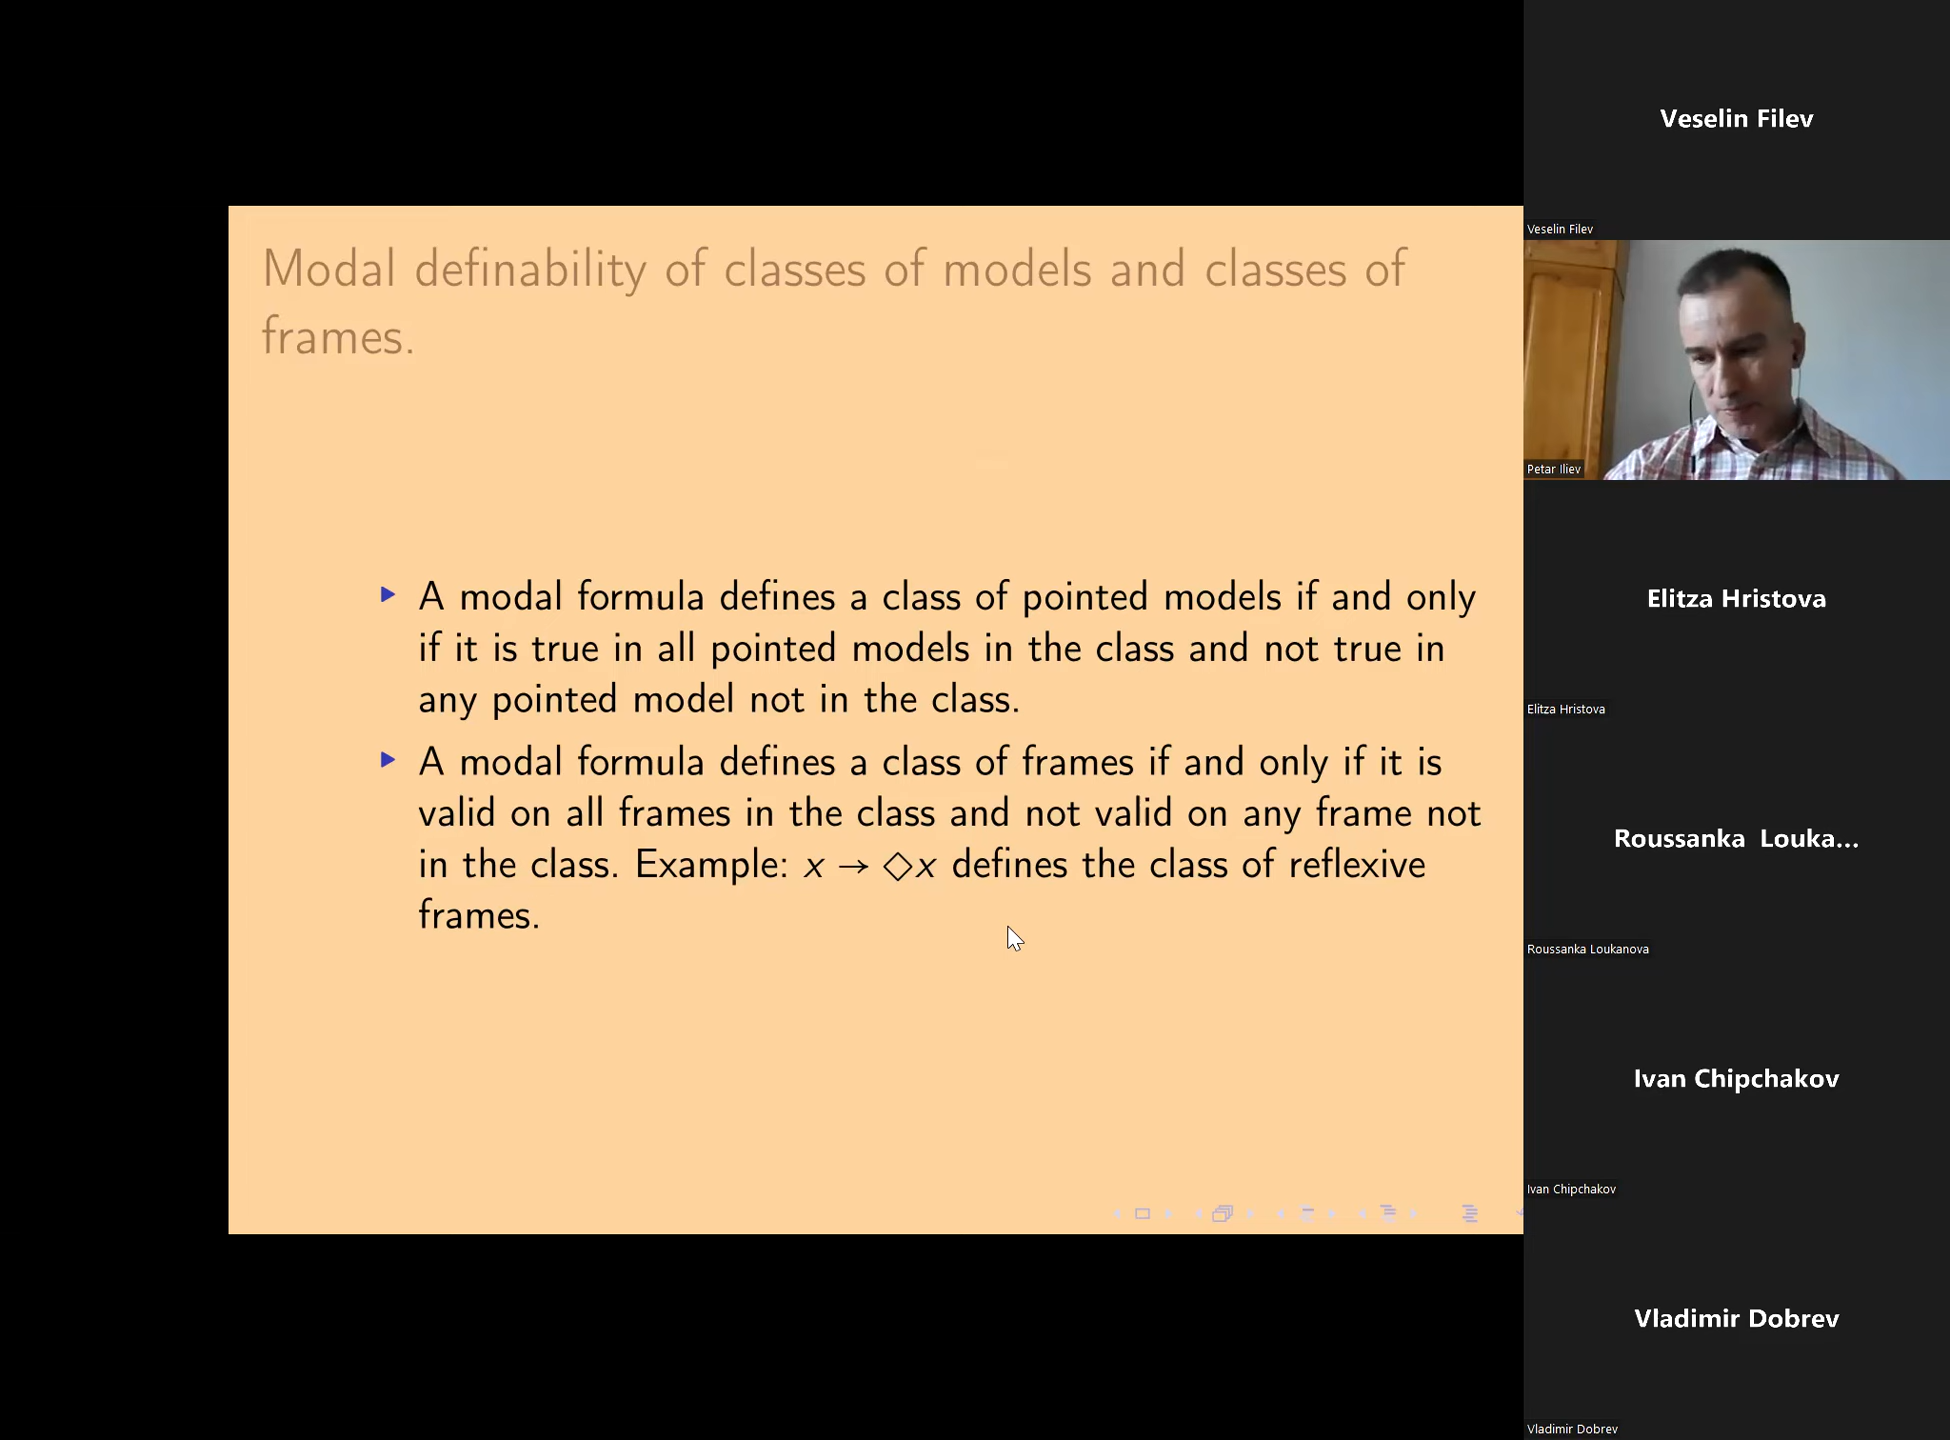 Modal definability of classes of models and classes of
frames.
A modal formula defines a class of pointed models if and only
if it is true in all pointed models in the class and not true in
any pointed model not in the class.
A modal formula defines a class of frames if and only if it is
valid on all frames in the class and not valid on any frame not
in the class. Example: x → ◇x defines the class of reflexive
frames.
Veselin Filev
Veselin Filev
Petar Iliev
Elitza Hristova
Elitza Hristova
Roussanka Louka...
Roussanka Loukanova
Ivan Chipchakov
Ivan Chipchakov
Vladimir Dobrev
Vladimir Dobrev